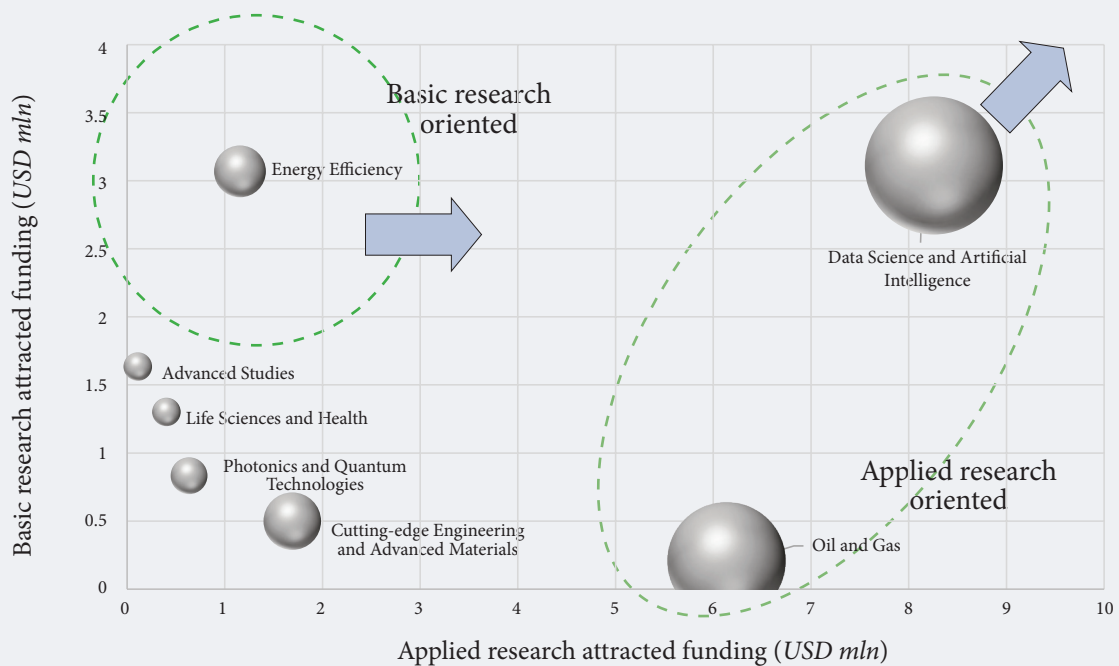 4
3.5
3
2.5
2
1.5
1
0.5
0
Basic research attracted funding (USD mln)
Basic research
oriented
Energy Efficiency
Data Science and Artificial
Intelligence
Advanced Studies
Life Sciences and Health
Photonics and Quantum
Technologies
Cutting-edge Engineering
and Advanced Materials
Applied research
oriented
Oil and Gas
0 1 2 3 4 5 6 7 8 9 10
Applied research attracted funding (USD mln)